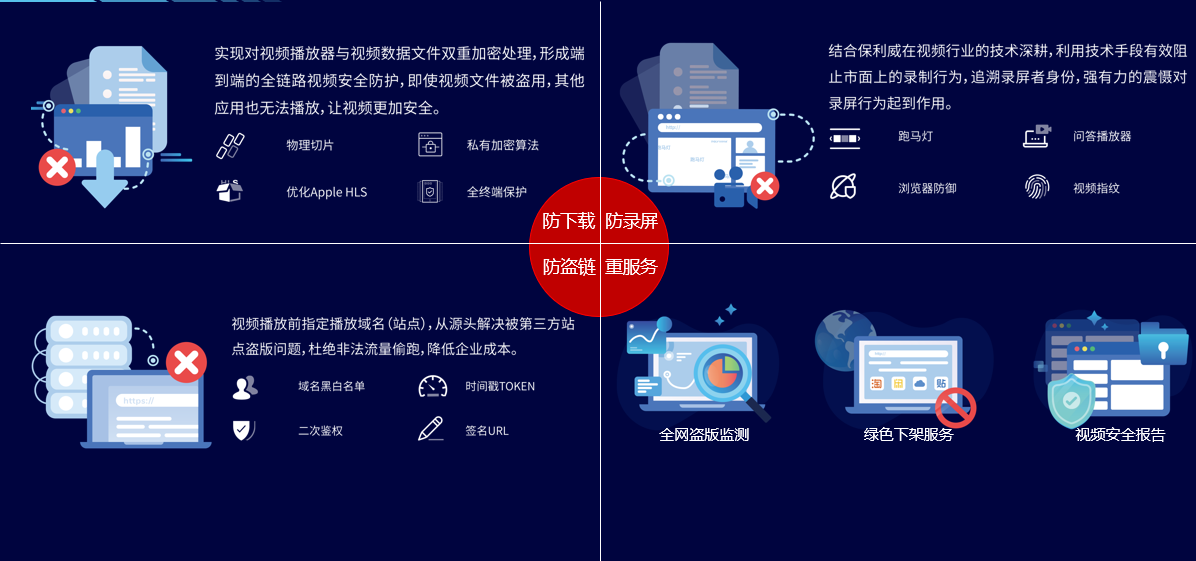 实现对视频播放器与视频数据文件双重加密处理,形成端
到端的全链路视频安全防护,即使视频文件被盗用,其他
应用也无法播放,让视频更加安全。
物理切片
私有加密算法
优化Apple HLS
全终端保护
结合保利威在视频行业的技术深耕,利用技术手段有效阻
止市面上的录制行为,追溯录屏者身份,强有力的震慑对
录屏行为起到作用。
http://
跑马灯
跑马灯
跑马灯
问答播放器
浏览器防御
视频指纹
防下载
防录屏
防盗链
重服务
视频播放前指定播放域名(站点),从源头解决被第三方站
点盗版问题,杜绝非法流量偷跑,降低企业成本。
https://
域名黑白名单
时间戳TOKEN
二次鉴权
签名URL
淘
贴
全网盗版监测
绿色下架服务
视频安全报告